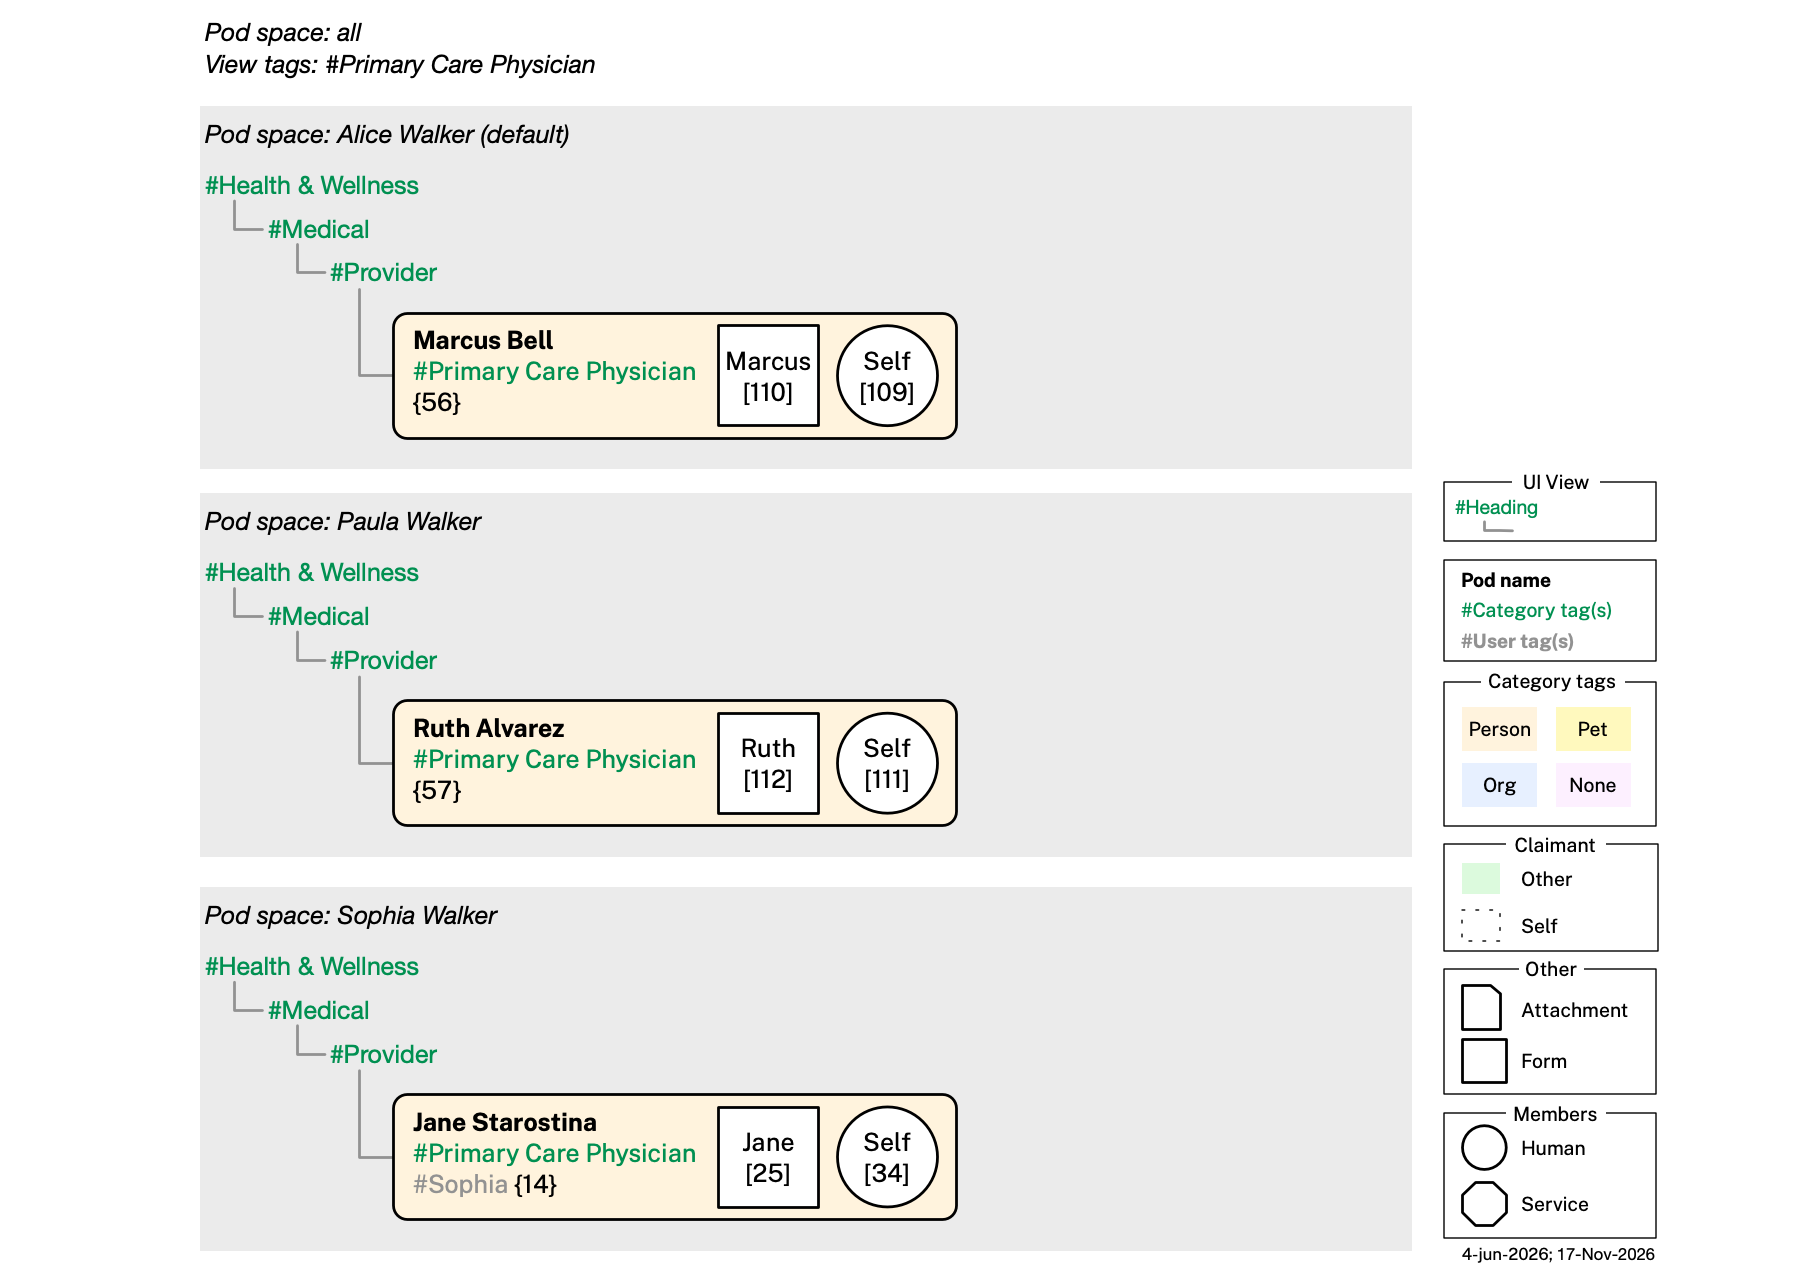 Pod space: all
View tags: #Primary Care Physician
Pod space: Alice Walker (default)
#Health & Wellness
#Medical
#Provider
Marcus Bell
#Primary Care Physician
{56}
Marcus
[110]
Self
[109]
Pod space: Paula Walker
#Health & Wellness
#Medical
#Provider
Ruth Alvarez
#Primary Care Physician
{57}
Ruth
[112]
Self
[111]
Pod space: Sophia Walker
#Health & Wellness
#Medical
#Provider
Jane Starostina
#Primary Care Physician
#Sophia {14}
Jane
[25]
Self
[34]
UI View
#Heading
Pod name
#Category tag(s)
#User tag(s)
Category tags
Person
Pet
Org
None
Claimant
Other
Self
Other
Attachment
Form
Members
Human
Service
4-jun-2026; 17-Nov-2026